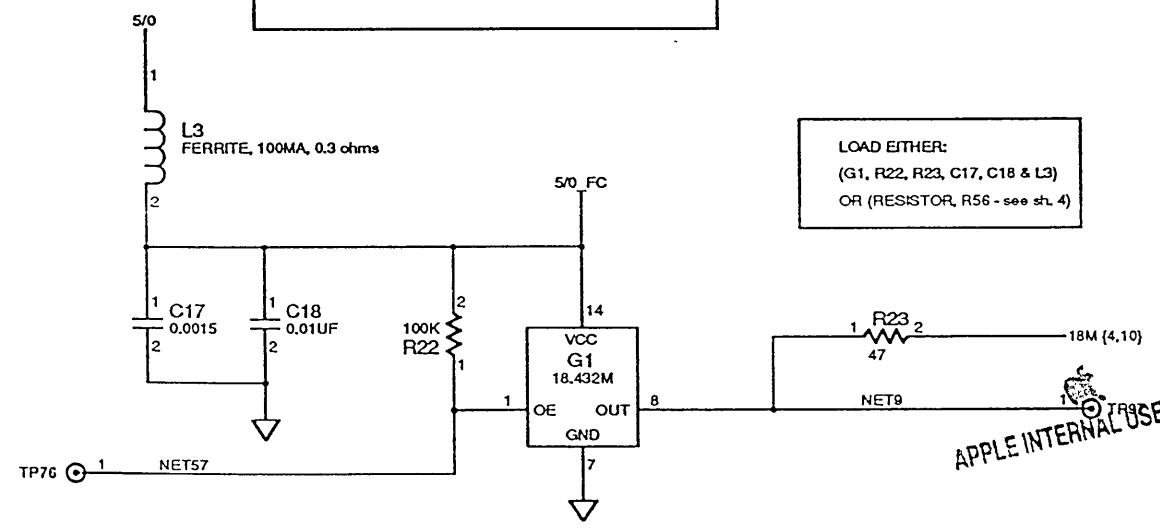 5/0
1
L3
FERRITE, 100MA, 0.3 ohms
2
5/0 FC
LOAD EITHER:
(G1, R22, R23, C17, C18 & L3)
OR (RESISTOR, R56 - see sh. 4)
1
C17
0.0015
2
1
C18
0.01UF
2
2
100K
R22
1
14
VCC
G1
18.432M
1
OE
OUT
8
GND
7
1
R23
2
47
18M {4,10}
NET9
1
APPLE INTERNAL USE
TP76
1
NET57